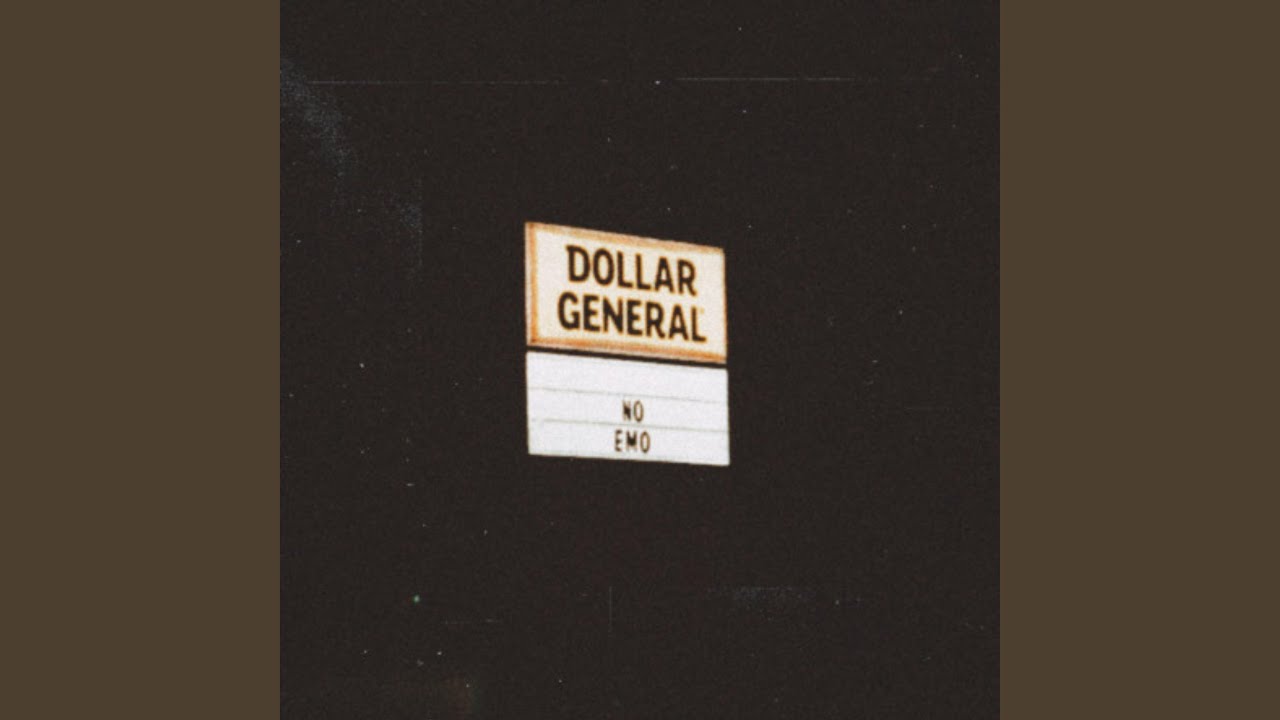 DOLLAR
GENERAL
NO
EMO